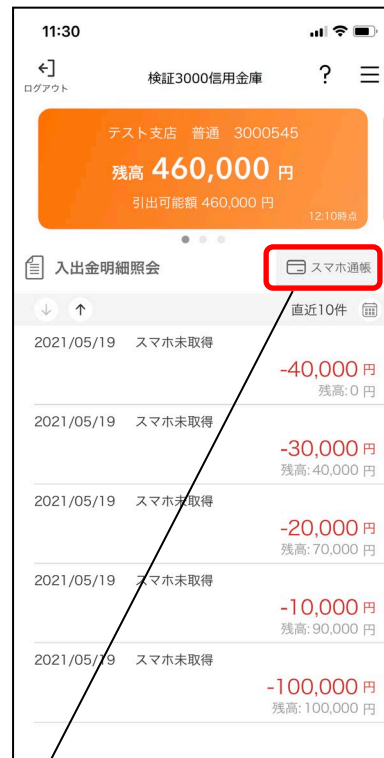 11:30
ログアウト
検証3000信用金庫
?
テスト支店 普通 3000545
残高 460,000 円
引出可能額 460,000 円
12:10時点
入出金明細照会
スマホ通帳
直近10件
2021/05/19 スマホ未取得
-40,000 円
残高:0 円
2021/05/19 スマホ未取得
-30,000 円
残高:40,000 円
2021/05/19 スマホ未取得
-20,000 円
残高:70,000 円
2021/05/19 スマホ未取得
-10,000 円
残高:90,000 円
2021/05/19 スマホ未取得
-100,000 円
残高:100,000 円